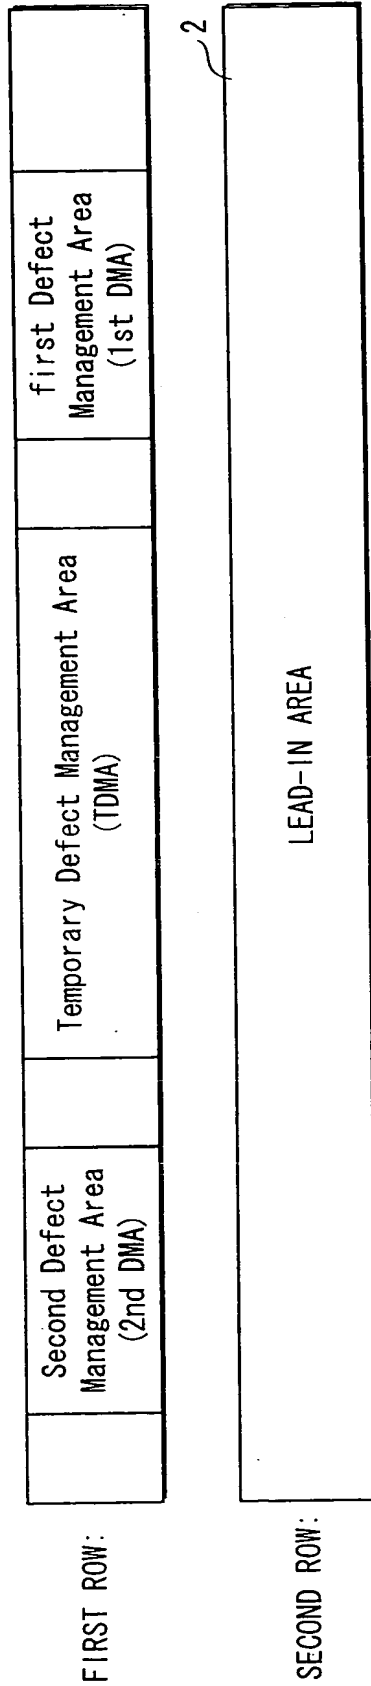 FIRST ROW:
Second Defect
Management Area
(2nd DMA)
Temporary Defect Management Area
(TDMA)
first Defect
Management Area
(1st DMA)
SECOND ROW:
LEAD-IN AREA
2